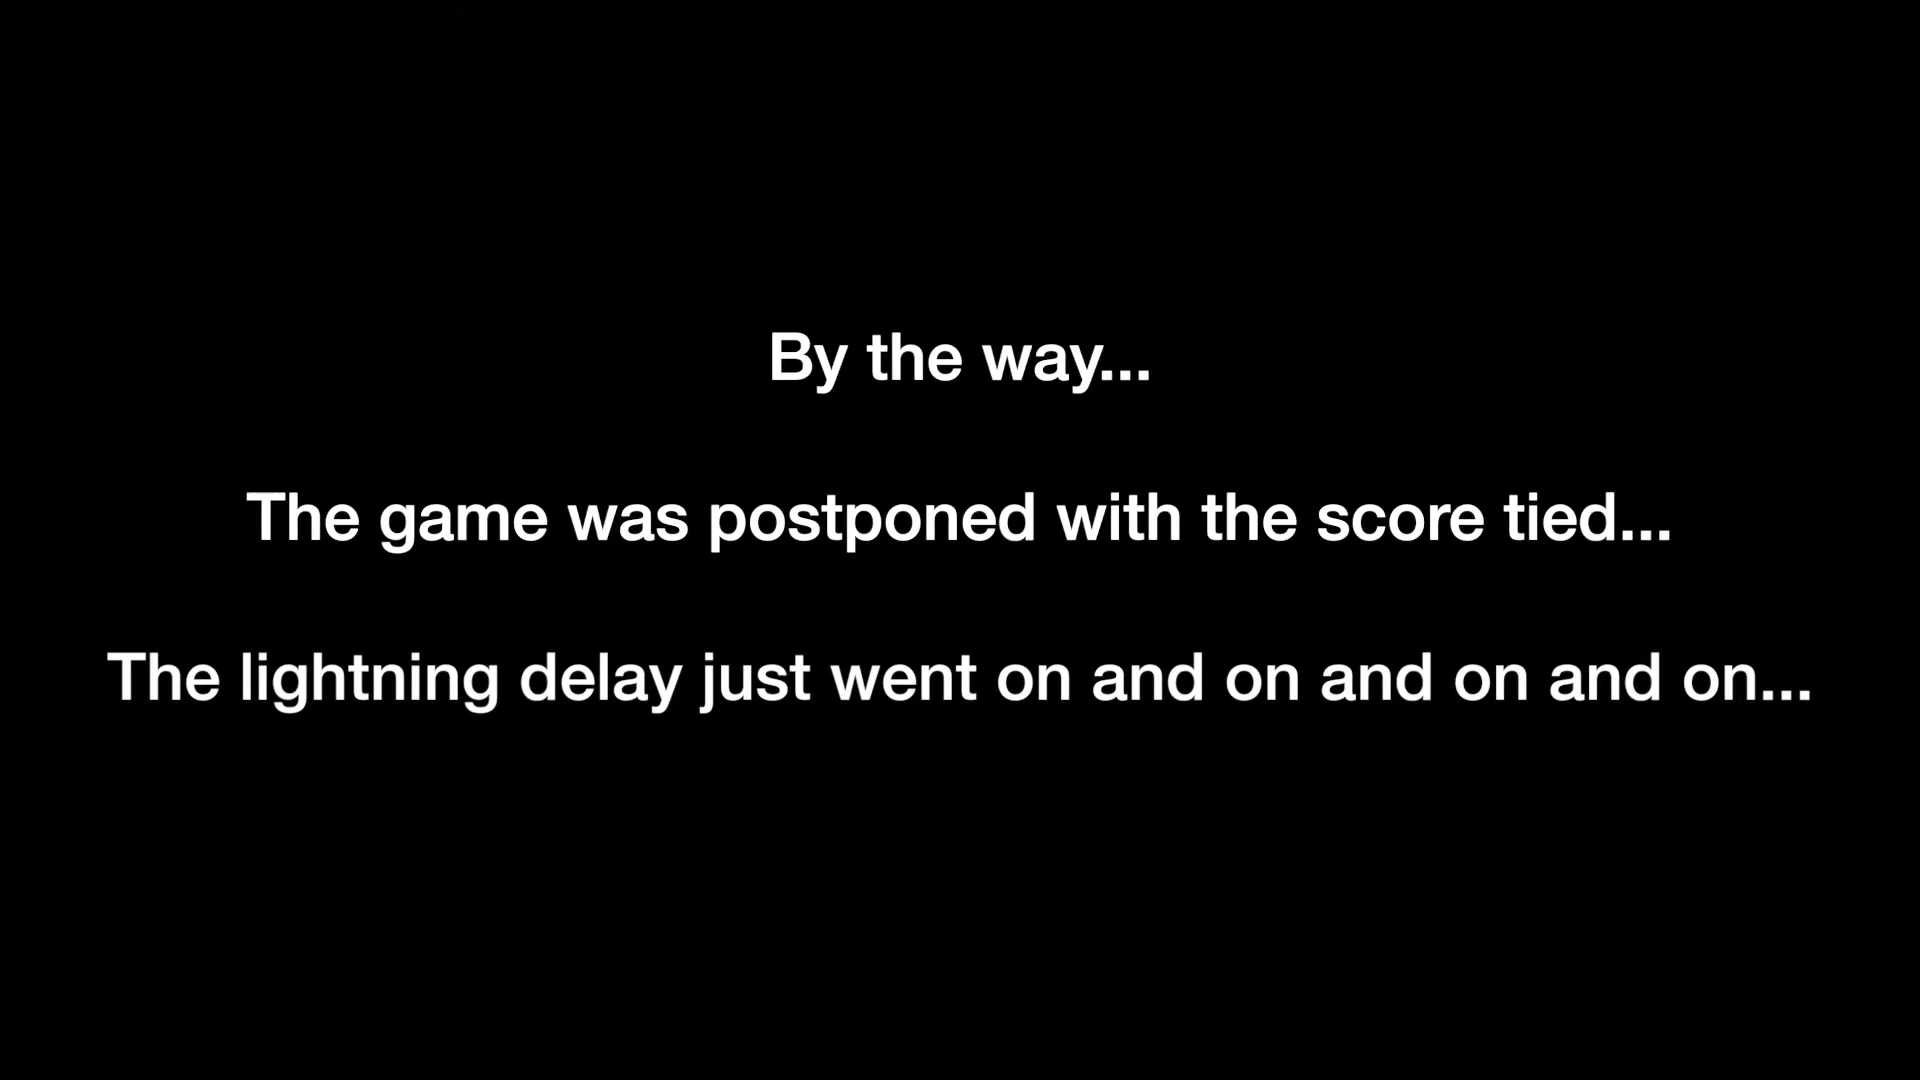 By the way...
The game was postponed with the score tied...
The lightning delay just went on and on and on and on...